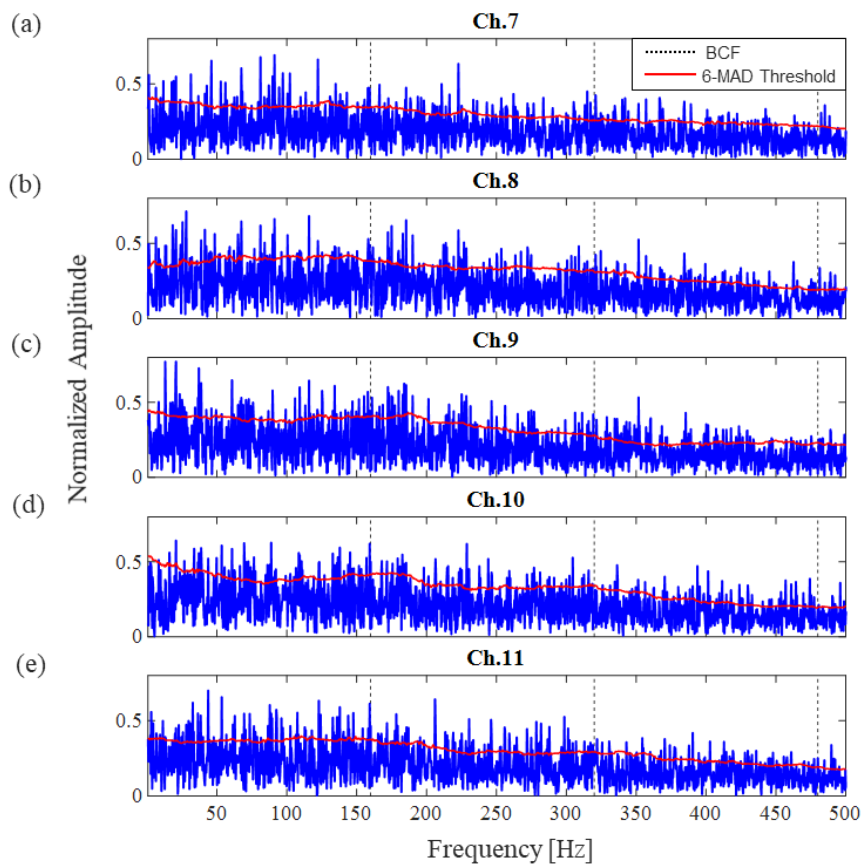 (a)
Ch.7
BCF
6-MAD Threshold
0.5
0
(b)
Ch.8
0.5
0
(c)
Ch.9
0.5
0
Normalized Amplitude
(d)
Ch.10
0.5
0
(e)
Ch.11
0.5
0
50 100 150 200 250 300 350 400 450 500
Frequency [Hz]